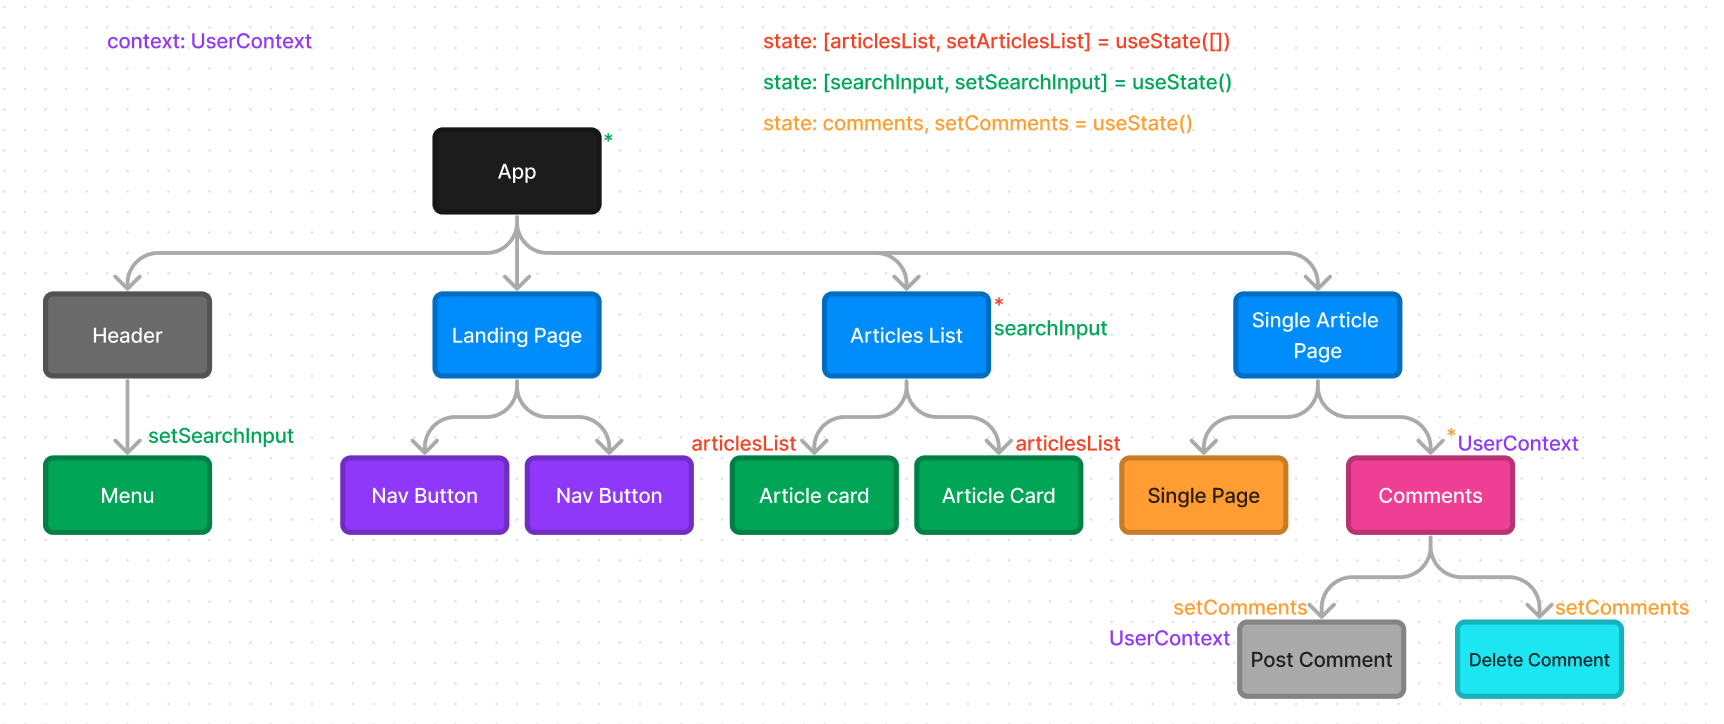 context: UserContext
state: [articlesList, setArticlesList] = useState([])
state: [searchInput, setSearchInput] = useState()
state: comments, setComments = useState()
App
*
Header
Landing Page
Articles List
*
searchInput
Single Article
Page
setSearchInput
articlesList
articlesList
*
UserContext
Menu
Nav Button
Nav Button
Article card
Article Card
Single Page
Comments
setComments
UserContext
setComments
Post Comment
Delete Comment